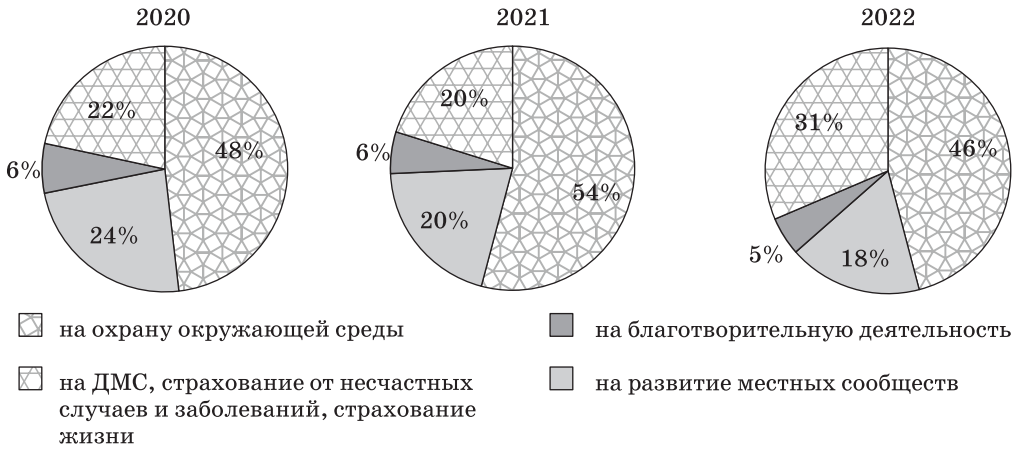 2020
2021
2022
22%
48%
6%
24%
20%
6%
54%
20%
31%
46%
5%
18%
на охрану окружающей среды
на ДМС, страхование от несчастных
случаев и заболеваний, страхование
жизни
на благотворительную деятельность
на развитие местных сообществ